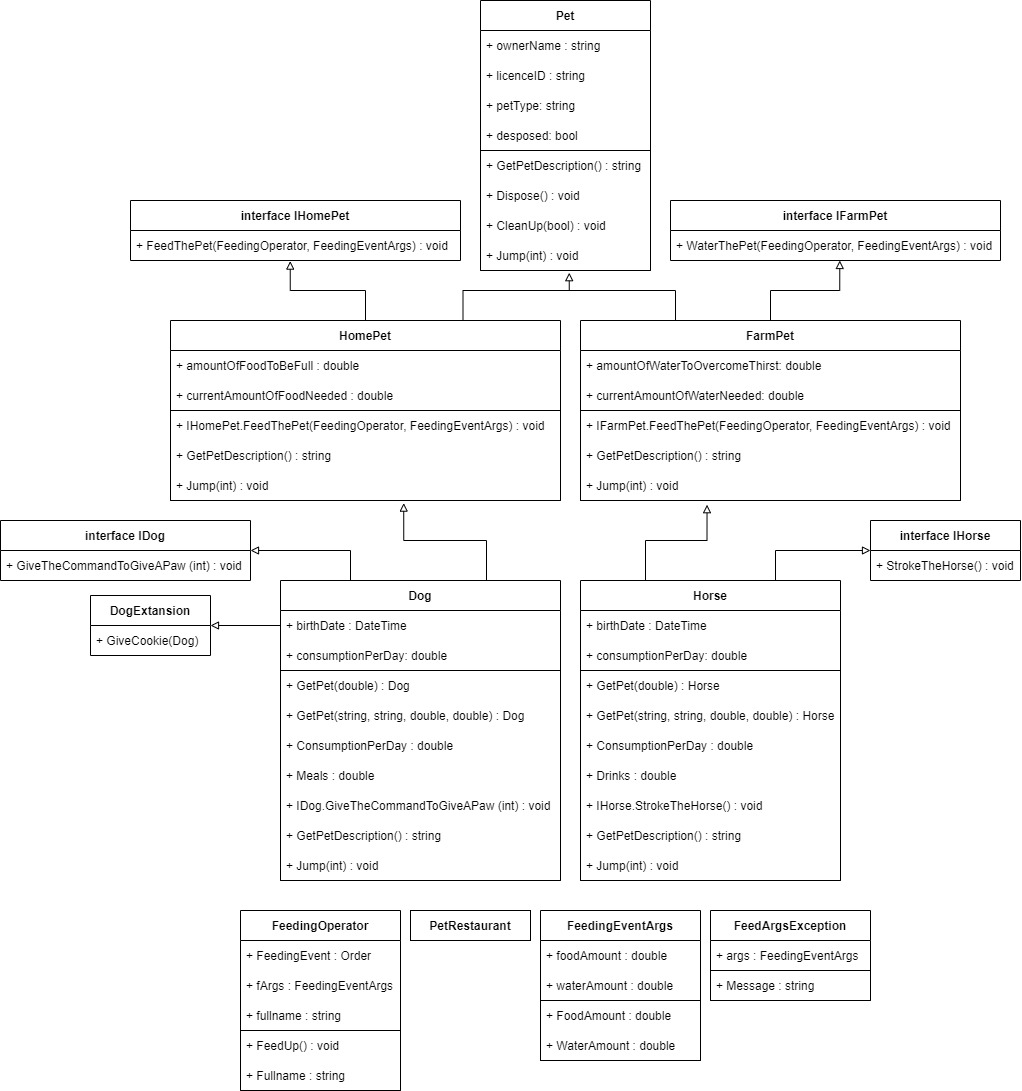 Pet
+ ownerName : string
+ licenceID : string
+ petType: string
+ desposed: bool
+ GetPetDescription() : string
+ Dispose() : void
+ CleanUp(bool) : void
+ Jump(int) : void
interface IHomePet
+ FeedThePet(FeedingOperator, FeedingEventArgs) : void
interface IFarmPet
+ WaterThePet(FeedingOperator, FeedingEventArgs) : void
HomePet
+ amountOfFoodToBeFull : double
+ currentAmountOfFoodNeeded : double
+ IHomePet.FeedThePet(FeedingOperator, FeedingEventArgs) : void
+ GetPetDescription() : string
+ Jump(int) : void
FarmPet
+ amountOfWaterToOvercomeThirst: double
+ currentAmountOfWaterNeeded: double
+ IFarmPet.FeedThePet(FeedingOperator, FeedingEventArgs) : void
+ GetPetDescription() : string
+ Jump(int) : void
interface IDog
+ GiveTheCommandToGiveAPaw (int) : void
interface IHorse
+ StrokeTheHorse() : void
DogExtansion
+ GiveCookie(Dog)
Dog
+ birthDate : DateTime
+ consumptionPerDay: double
+ GetPet(double) : Dog
+ GetPet(string, string, double, double) : Dog
+ ConsumptionPerDay : double
+ Meals : double
+ IDog.GiveTheCommandToGiveAPaw (int) : void
+ GetPetDescription() : string
+ Jump(int) : void
Horse
+ birthDate : DateTime
+ consumptionPerDay: double
+ GetPet(double) : Horse
+ GetPet(string, string, double, double) : Horse
+ ConsumptionPerDay : double
+ Drinks : double
+ IHorse.StrokeTheHorse() : void
+ GetPetDescription() : string
+ Jump(int) : void
FeedingOperator
+ FeedingEvent : Order
+ fArgs : FeedingEventArgs
+ fullname : string
+ FeedUp() : void
+ Fullname : string
PetRestaurant
FeedingEventArgs
+ foodAmount : double
+ waterAmount : double
+ FoodAmount : double
+ WaterAmount : double
FeedArgsException
+ args : FeedingEventArgs
+ Message : string